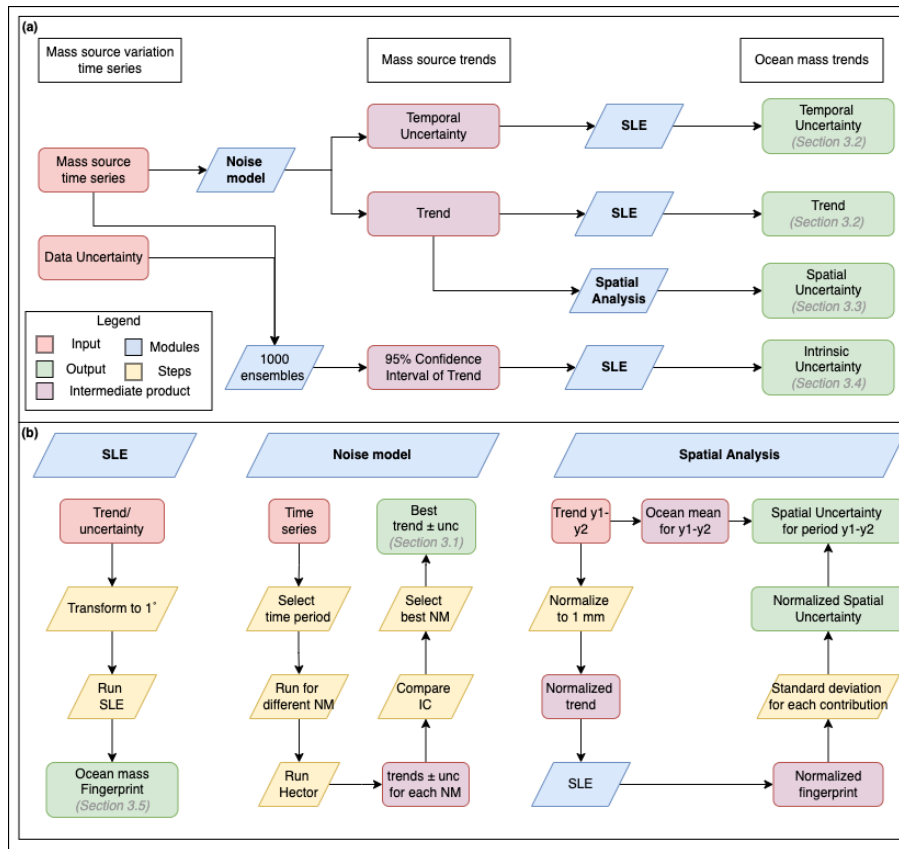 (a)
Mass source variation
time series
Mass source trends
Ocean mass trends
Temporal
Uncertainty
SLE
Temporal
Uncertainty
(Section 3.2)
Mass source
time series
Noise
model
Trend
SLE
Trend
(Section 3.2)
Data Uncertainty
Spatial
Analysis
Spatial
Uncertainty
(Section 3.3)
Legend
Input
Modules
Output
Steps
Intermediate product
1000
ensembles
95% Confidence
Interval of Trend
SLE
Intrinsic
Uncertainty
(Section 3.4)
(b)
SLE
Noise model
Spatial Analysis
Trend/
uncertainty
Transform to 1˚
Run
SLE
Ocean mass
Fingerprint
(Section 3.5)
Time
series
Select
time period
Run for
different NM
Run
Hector
trends ± unc
for each NM
Compare
IC
Select
best NM
Best
trend ± unc
(Section 3.1)
Trend y1-
y2
Ocean mean
for y1-y2
Spatial Uncertainty
for period y1-y2
Normalize
to 1 mm
Normalized
trend
SLE
Normalized
fingerprint
Standard deviation
for each contribution
Normalized Spatial
Uncertainty